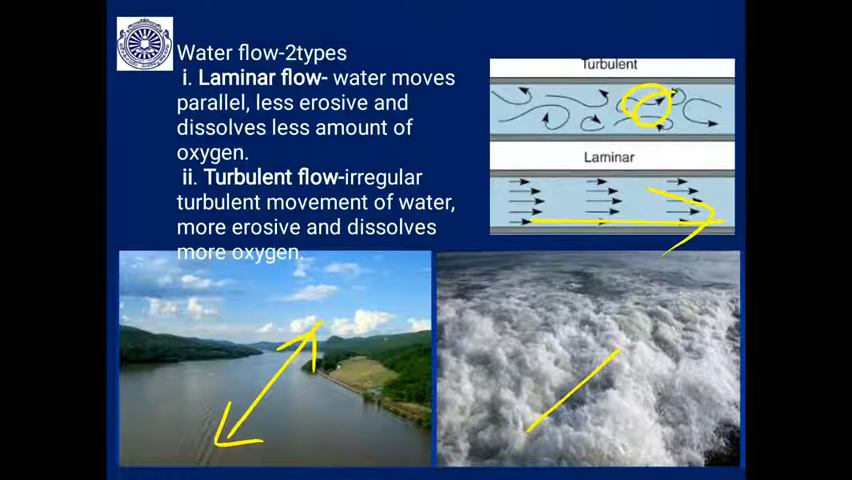 Water flow-2types
i. Laminar flow- water moves
parallel, less erosive and
dissolves less amount of
oxygen.
ii. Turbulent flow-irregular
turbulent movement of water,
more erosive and dissolves
more oxygen.
Turbulent
Laminar